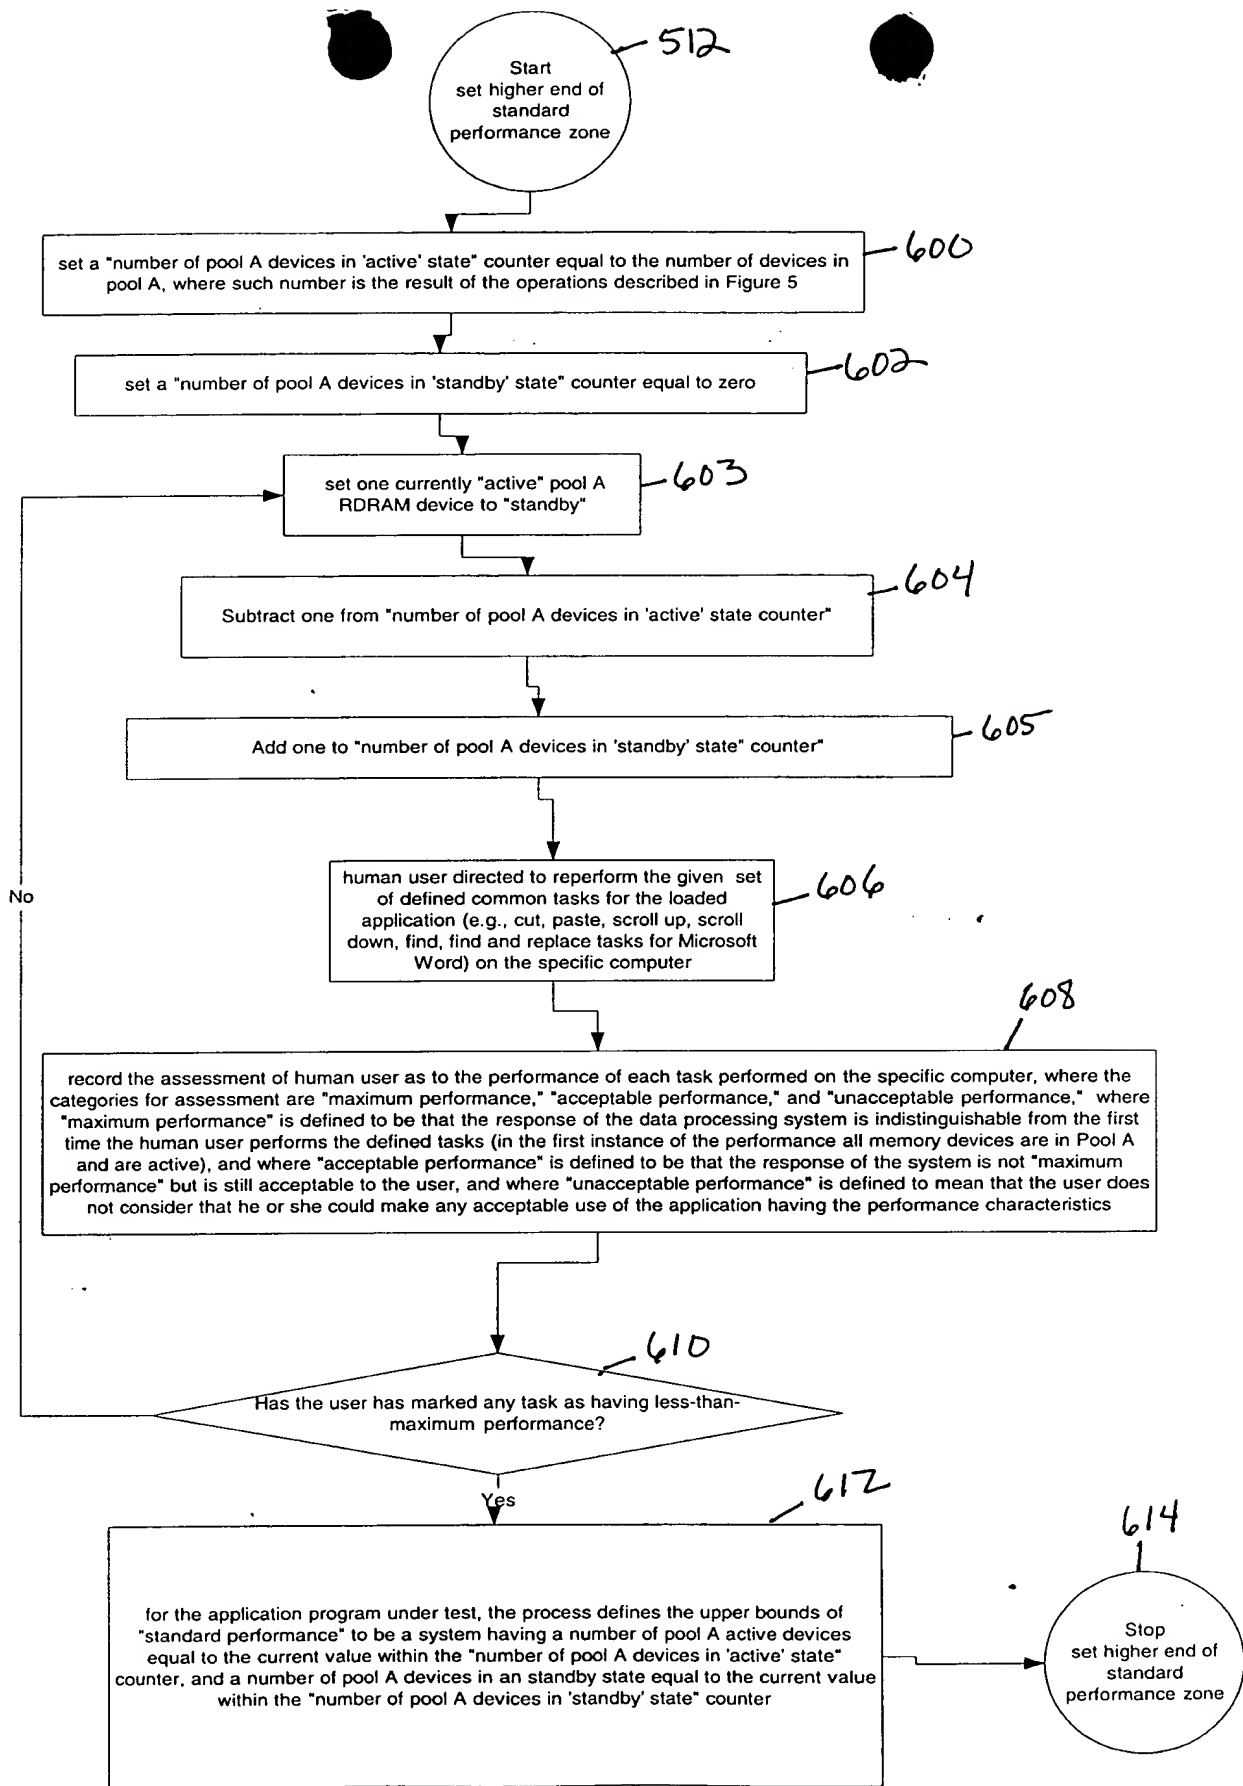 512
Start
set higher end of
standard
performance zone
600
set a "number of pool A devices in 'active' state" counter equal to the number of devices in
pool A, where such number is the result of the operations described in Figure 5
602
set a "number of pool A devices in 'standby' state" counter equal to zero
603
set one currently "active" pool A
RDRAM device to "standby"
604
Subtract one from "number of pool A devices in 'active' state counter"
605
Add one to "number of pool A devices in 'standby' state" counter"
No
606
human user directed to reperform the given set
of defined common tasks for the loaded
application (e.g., cut, paste, scroll up, scroll
down, find, find and replace tasks for Microsoft
Word) on the specific computer
608
record the assessment of human user as to the performance of each task performed on the specific computer, where the
categories for assessment are "maximum performance," "acceptable performance," and "unacceptable performance," where
"maximum performance" is defined to be that the response of the data processing system is indistinguishable from the first
time the human user performs the defined tasks (in the first instance of the performance all memory devices are in Pool A
and are active), and where "acceptable performance" is defined to be that the response of the system is not "maximum
performance" but is still acceptable to the user, and where "unacceptable performance" is defined to mean that the user does
not consider that he or she could make any acceptable use of the application having the performance characteristics
610
Has the user has marked any task as having less-than-
maximum performance?
Yes
612
for the application program under test, the process defines the upper bounds of
"standard performance" to be a system having a number of pool A active devices
equal to the current value within the "number of pool A devices in 'active' state"
counter, and a number of pool A devices in an standby state equal to the current value
within the "number of pool A devices in 'standby' state" counter
614
Stop
set higher end of
standard
performance zone